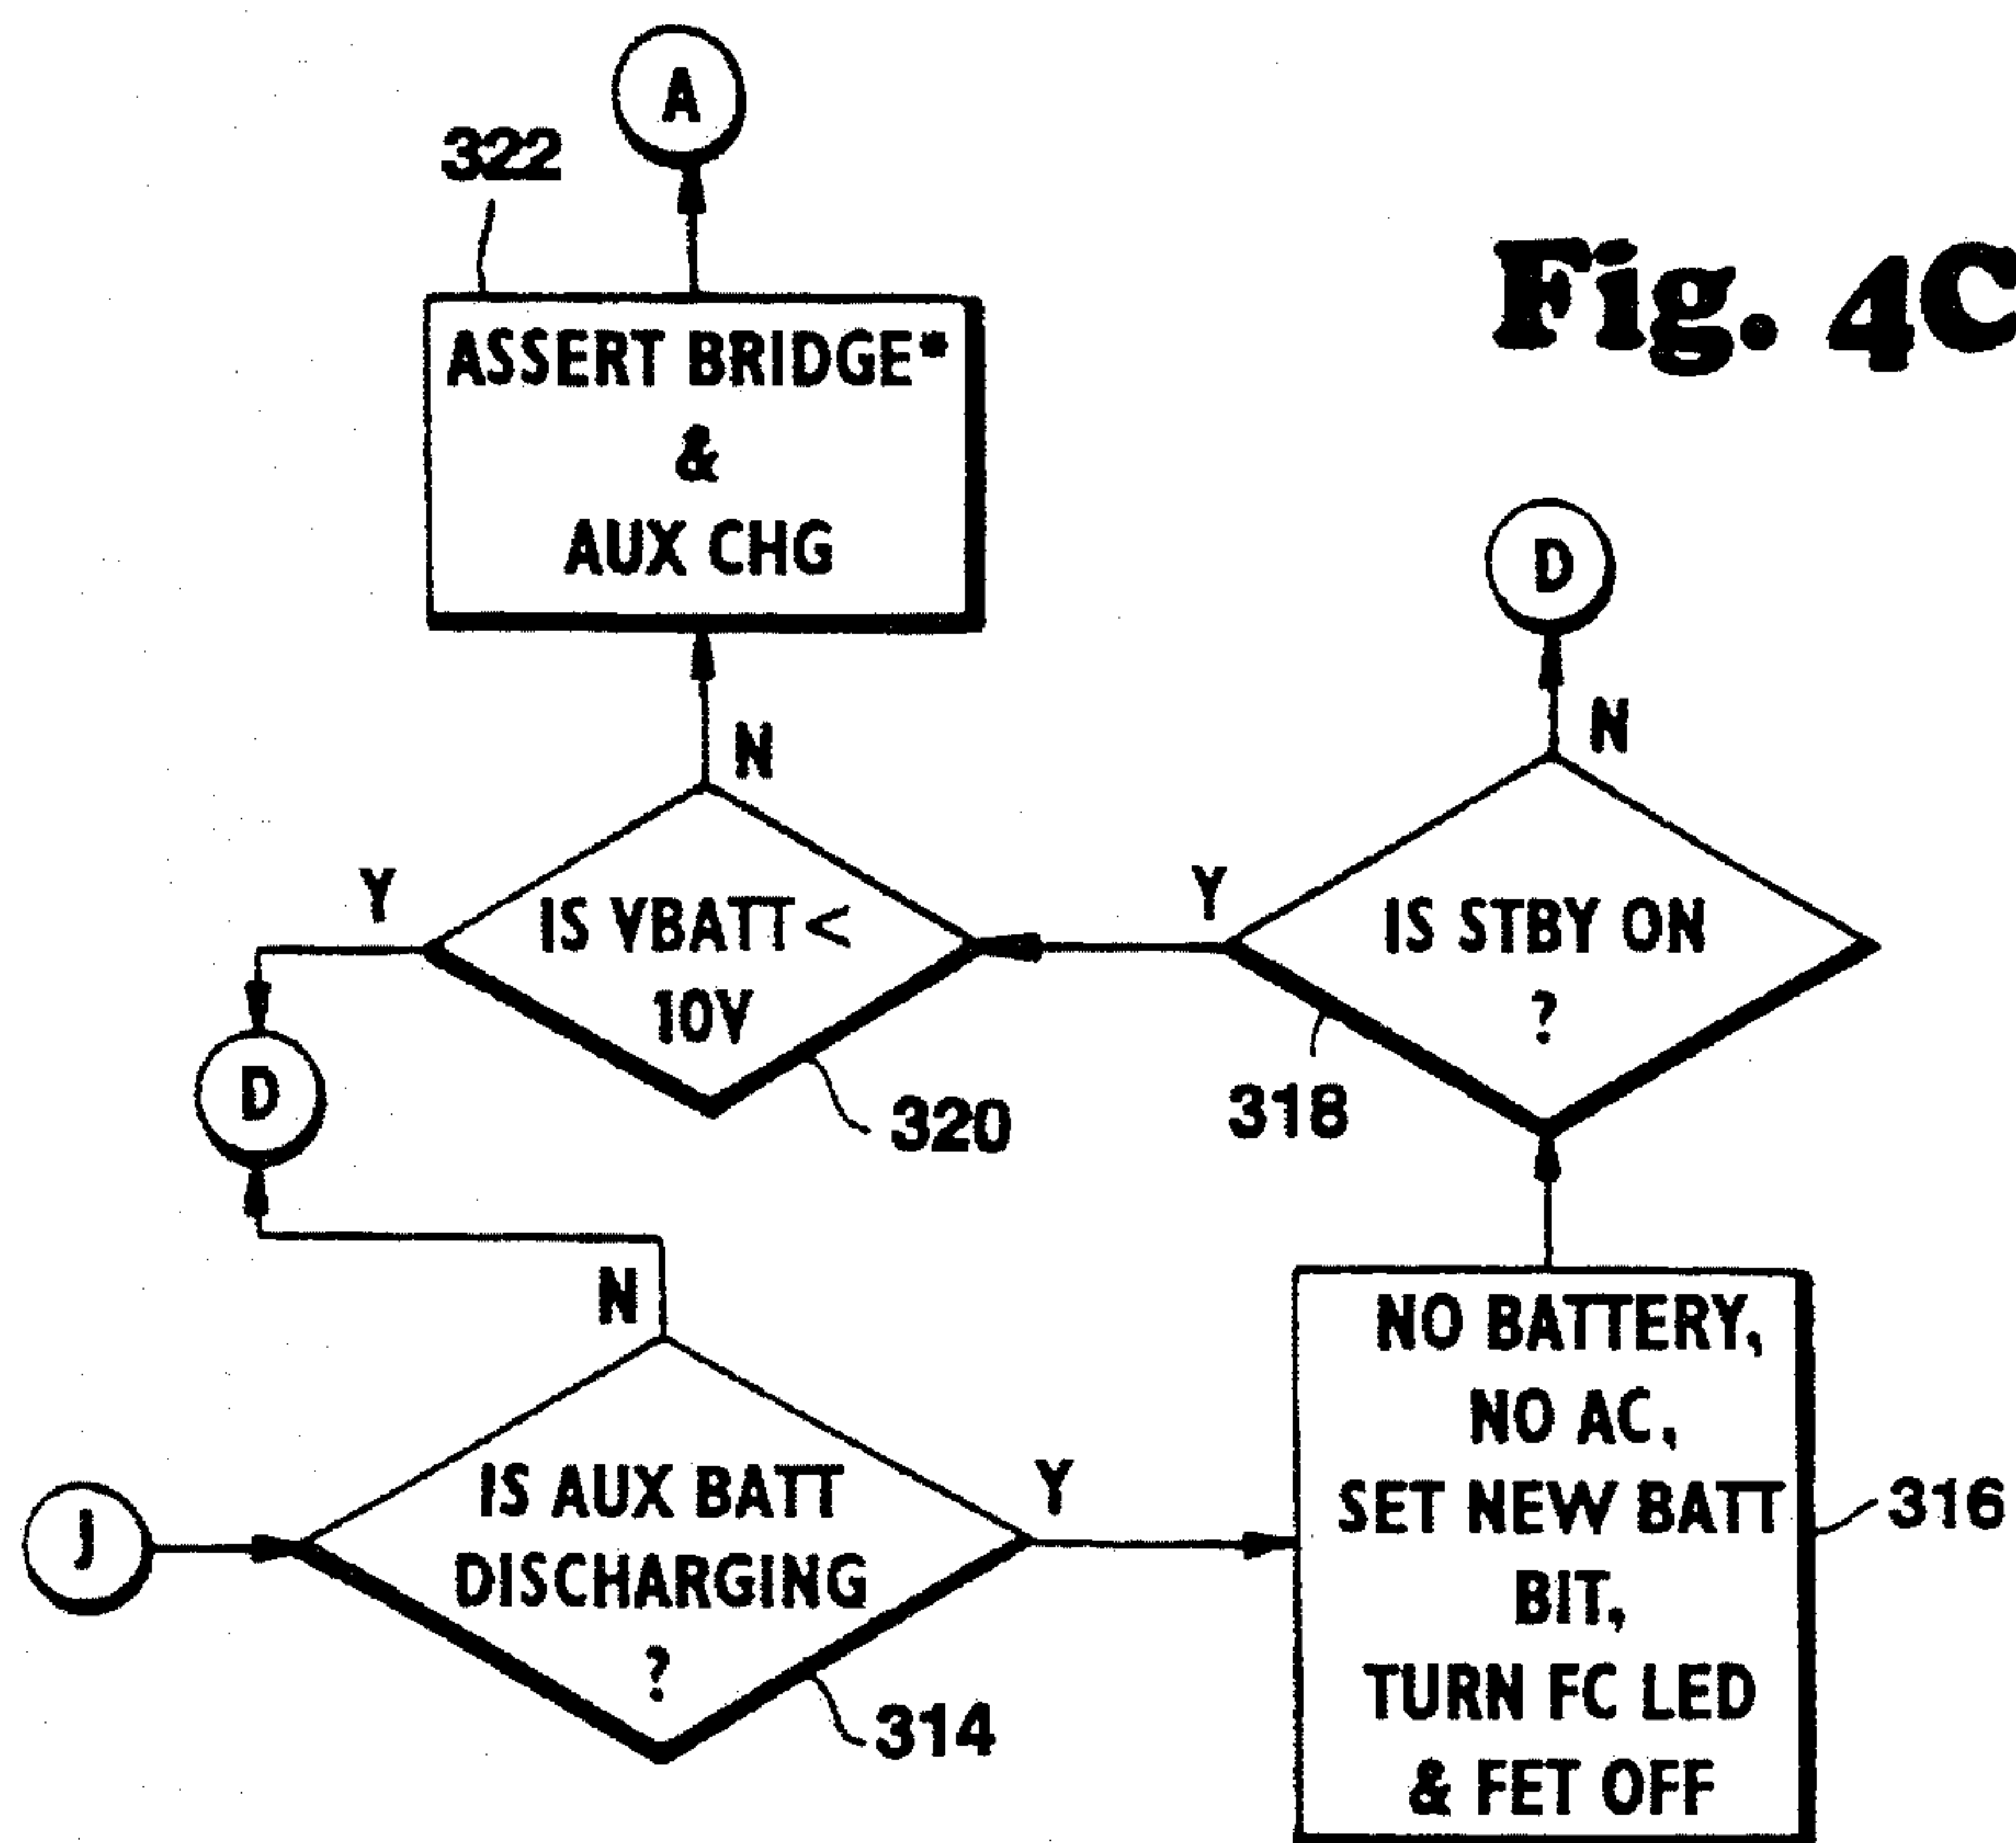 A
322
Fig. 4C
ASSERT BRIDGE*
&
AUX CHG
D
N
N
Y
IS VBATT <
10V
Y
IS STBY ON
?
D
320
318
N
J
IS AUX BATT
DISCHARGING
?
Y
314
NO BATTERY,
NO AC,
SET NEW BATT
BIT,
TURN FC LED
& FET OFF
316